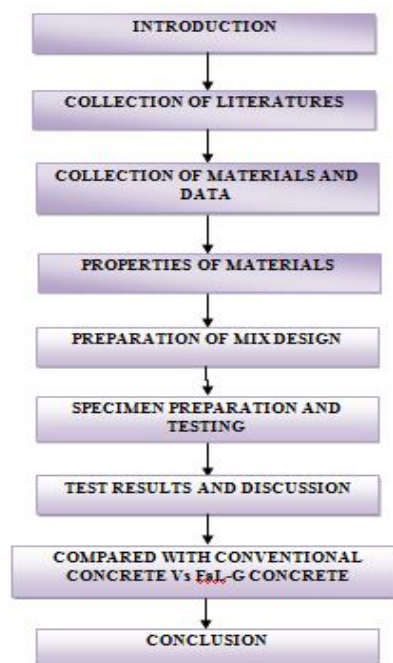 INTRODUCTION
COLLECTION OF LITERATURES
COLLECTION OF MATERIALS AND
DATA
PROPERTIES OF MATERIALS
PREPARATION OF MIX DESIGN
SPECIMEN PREPARATION AND
TESTING
TEST RESULTS AND DISCUSSION
COMPARED WITH CONVENTIONAL
CONCRETE Vs FaL-G CONCRETE
CONCLUSION